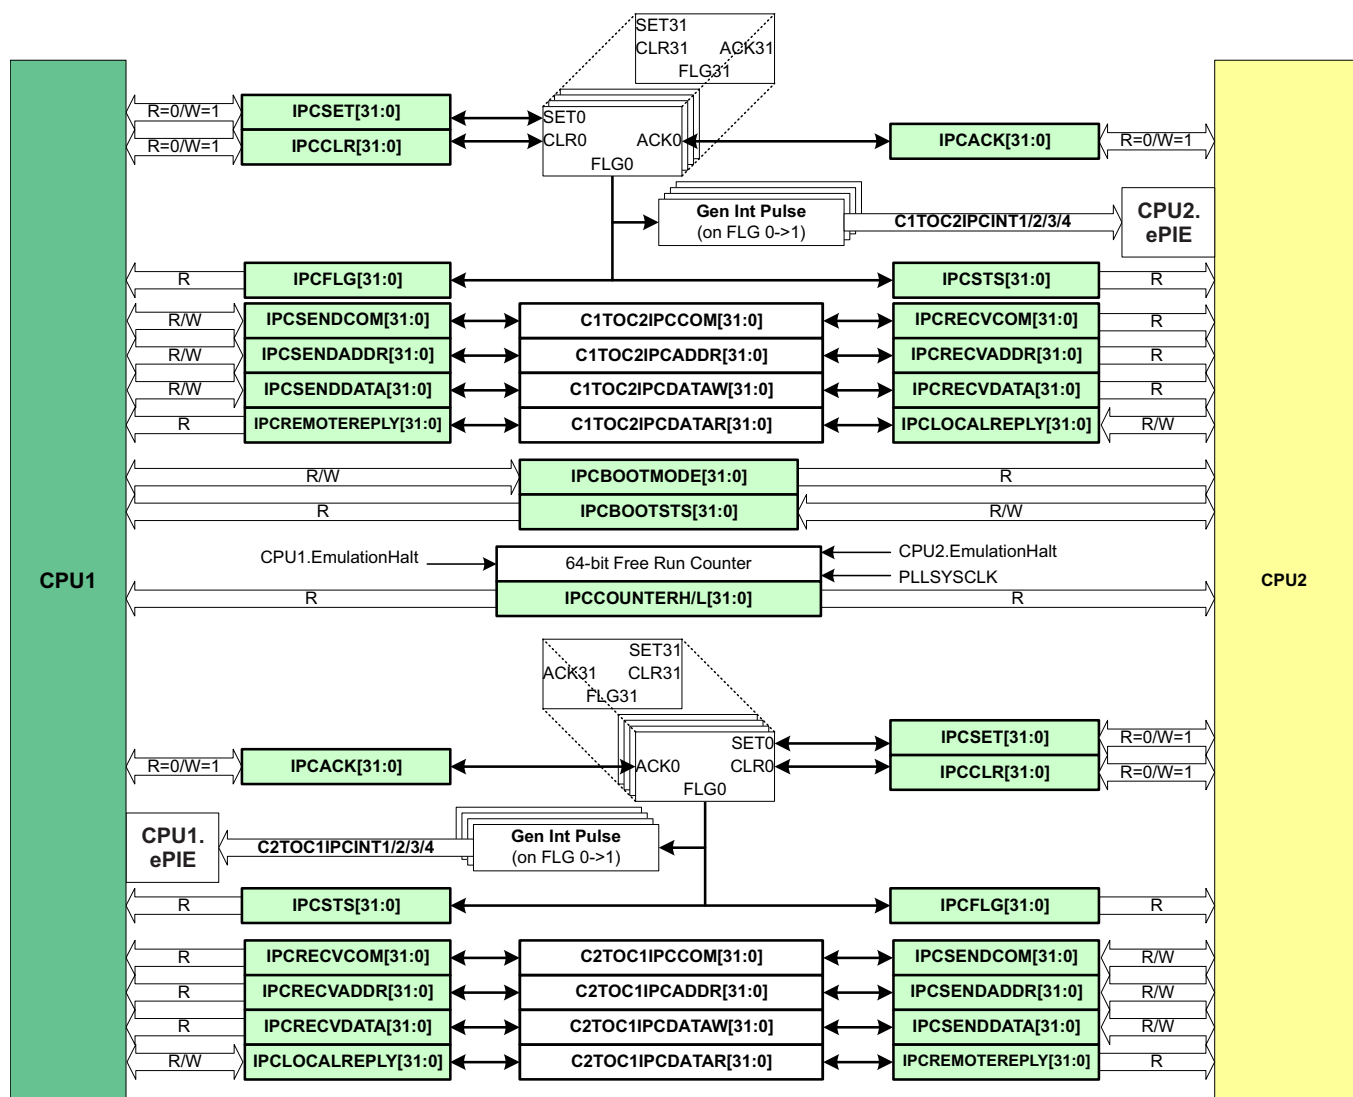 SET31
CLR31 ACK31
FLG31
R=0/W=1 IPCSET[31:0] SET0
R=0/W=1 IPCCLR[31:0] CLR0 ACK0 IPCACK[31:0] R=0/W=1
FLG0
Gen Int Pulse
(on FLG 0->1)
C1TOC2IPCINT1/2/3/4
CPU2.
ePIE
R IPCFLG[31:0] IPCSTS[31:0] R
R/W IPCSENDCOM[31:0] C1TOC2IPCCOM[31:0] IPCRECVCOM[31:0] R
R/W IPCSENDADDR[31:0] C1TOC2IPCADDR[31:0] IPCRECVADDR[31:0] R
R/W IPCSENDDATA[31:0] C1TOC2IPCDATAW[31:0] IPCRECVDATA[31:0] R
R IPCREMOTEREPLY[31:0] C1TOC2IPCDATAR[31:0] IPCLOCALREPLY[31:0] R/W
R/W IPCBOOTMODE[31:0] R
R IPCBOOTSTS[31:0] R/W
CPU1.EmulationHalt 64-bit Free Run Counter CPU2.EmulationHalt
PLLSYSCLK
CPU1
CPU2
R IPCCOUNTERH/L[31:0] R
SET31
ACK31 CLR31
FLG31
SET0 IPCSET[31:0] R=0/W=1
R=0/W=1 IPCACK[31:0] ACK0 CLR0 IPCCLR[31:0] R=0/W=1
FLG0
CPU1.
ePIE
C2TOC1IPCINT1/2/3/4
Gen Int Pulse
(on FLG 0->1)
R IPCSTS[31:0] IPCFLG[31:0] R
R IPCRECVCOM[31:0] C2TOC1IPCCOM[31:0] IPCSENDCOM[31:0] R/W
R IPCRECVADDR[31:0] C2TOC1IPCADDR[31:0] IPCSENDADDR[31:0] R/W
R IPCRECVDATA[31:0] C2TOC1IPCDATAW[31:0] IPCSENDDATA[31:0] R/W
R/W IPCLOCALREPLY[31:0] C2TOC1IPCDATAR[31:0] IPCREMOTEREPLY[31:0] R